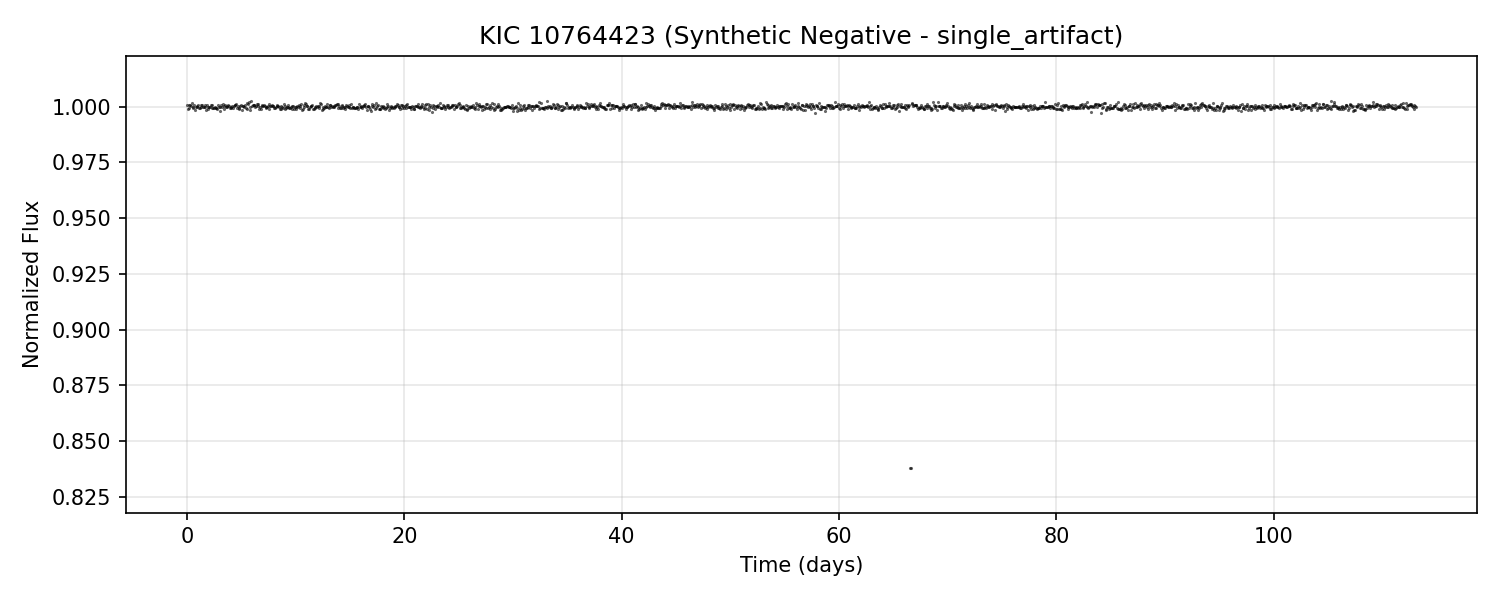 KIC 10764423 (Synthetic Negative - single_artifact)
1.000
0.975
0.950
0.925
0.900
0.875
0.850
0.825
Normalized Flux
0 20 40 60 80 100
Time (days)